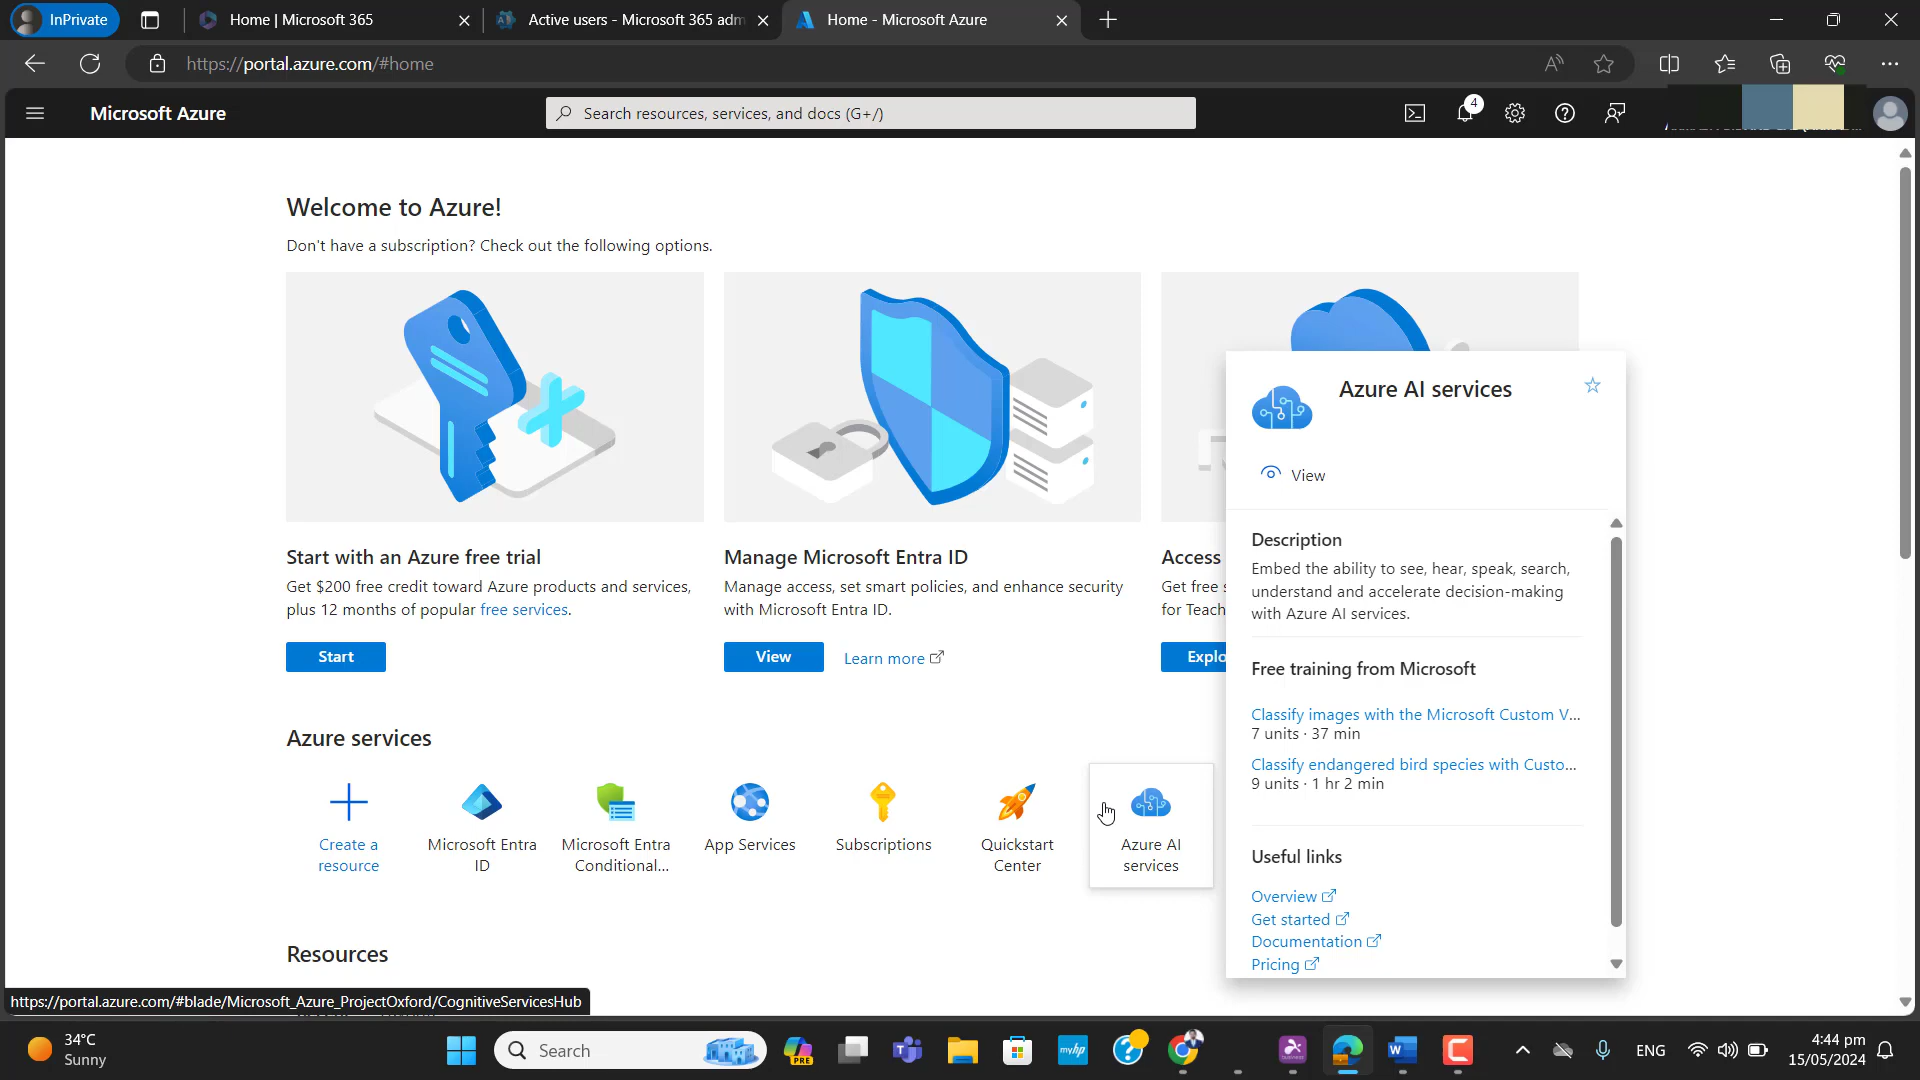 InPrivate
Home | Microsoft 365
Active users - Microsoft 365 adm
Home - Microsoft Azure
https://portal.azure.com/#home
Microsoft Azure
Search resources, services, and docs (G+/)
4
Welcome to Azure!
Don't have a subscription? Check out the following options.
Start with an Azure free trial
Get $200 free credit toward Azure products and services,
plus 12 months of popular free services.
Start
Manage Microsoft Entra ID
Manage access, set smart policies, and enhance security
with Microsoft Entra ID.
View
Learn more
Access
Get free
for Teach
Explo
Azure AI services
View
Description
Embed the ability to see, hear, speak, search,
understand and accelerate decision-making
with Azure AI services.
Free training from Microsoft
Classify images with the Microsoft Custom V...
7 units · 37 min
Classify endangered bird species with Custo...
9 units · 1 hr 2 min
Useful links
Overview
Get started
Documentation
Pricing
Azure services
Create a
resource
Microsoft Entra
ID
Microsoft Entra
Conditional...
App Services
Subscriptions
Quickstart
Center
Azure AI
services
Resources
https://portal.azure.com/#blade/Microsoft_Azure_ProjectOxford/CognitiveServicesHub
34°C
Sunny
Search
PRE
myhp
ENG
4:44 pm
15/05/2024